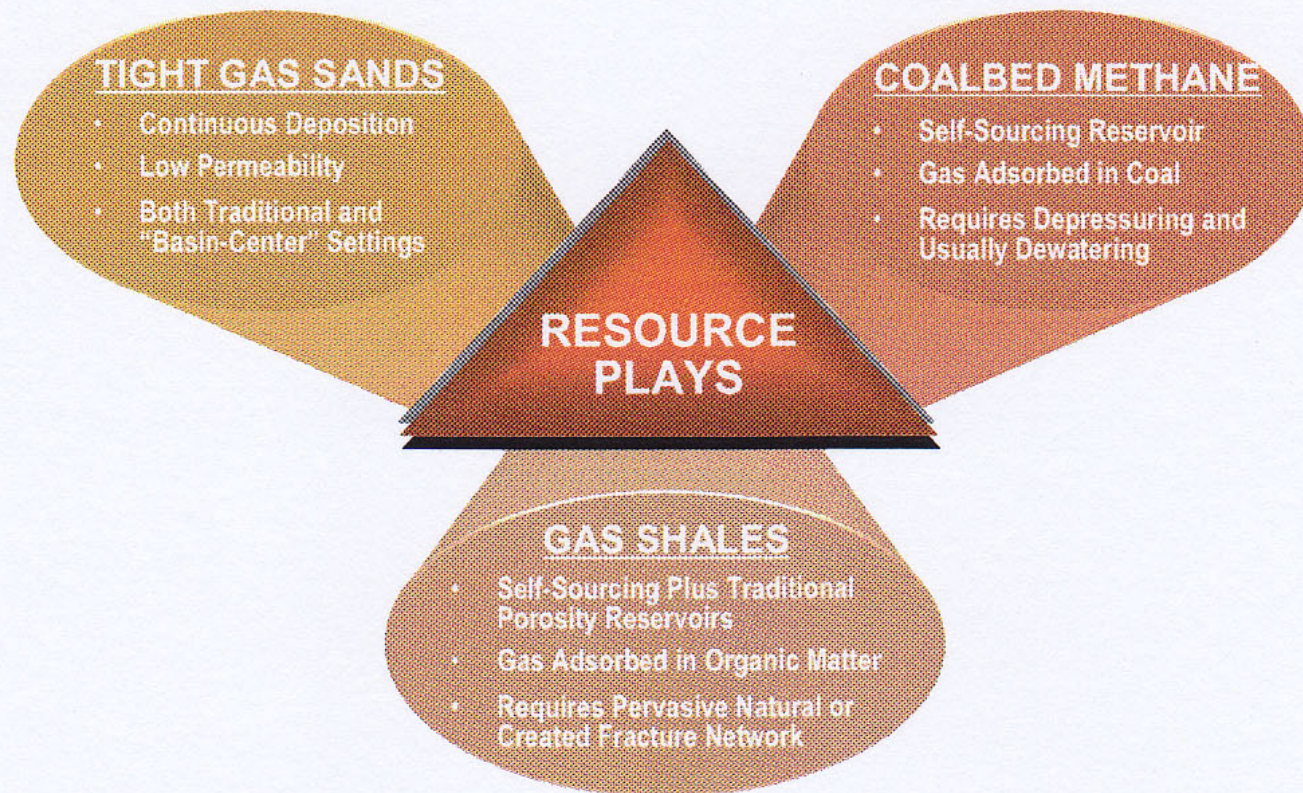 TIGHT GAS SANDS
• Continuous Deposition
• Low Permeability
• Both Traditional and
"Basin-Center" Settings
COALBED METHANE
• Self-Sourcing Reservoir
• Gas Adsorbed in Coal
• Requires Depressuring and
Usually Dewatering
RESOURCE
PLAYS
GAS SHALES
• Self-Sourcing Plus Traditional
Porosity Reservoirs
• Gas Adsorbed in Organic Matter
• Requires Pervasive Natural or
Created Fracture Network